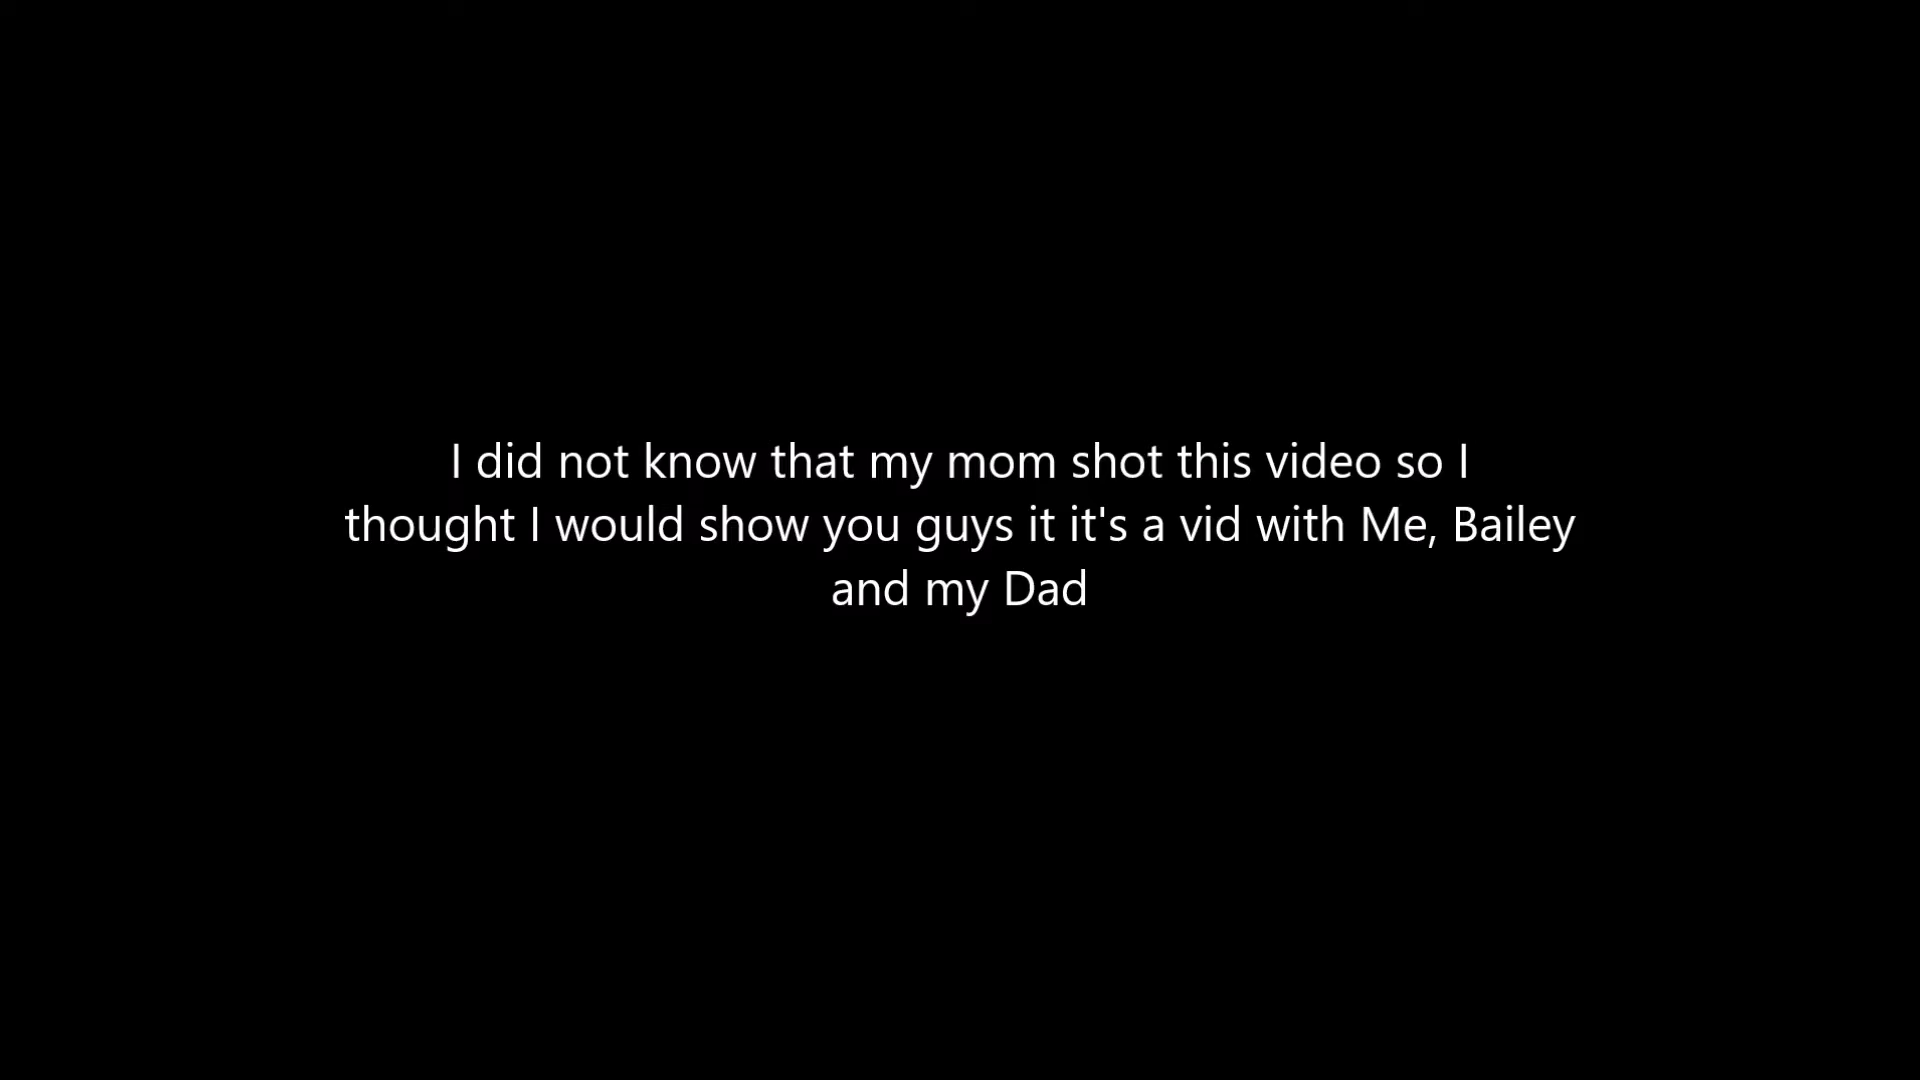 I did not know that my mom shot this video so I
thought I would show you guys it it's a vid with Me, Bailey
and my Dad